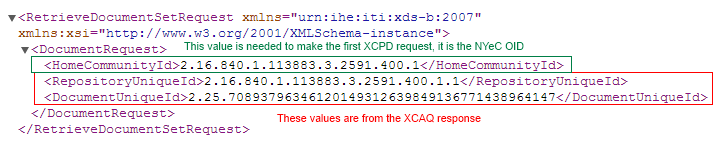 ▼<RetrieveDocumentSetRequest xmlns="urn:ihe:iti:xds-b:2007"
xmlns:xsi="http://www.w3.org/2001/XMLSchema-instance">
▼<DocumentRequest> This value is needed to make the first XCPD request, it is the NYeC OID
<HomeCommunityId>2.16.840.1.113883.3.2591.400.1</HomeCommunityId>
<RepositoryUniqueId>2.16.840.1.113883.3.2591.400.1.1</RepositoryUniqueId>
<DocumentUniqueId>2.25.70893796346120149312639849136771438964147</DocumentUniqueId>
</DocumentRequest>
These values are from the XCAQ response
</RetrieveDocumentSetRequest>